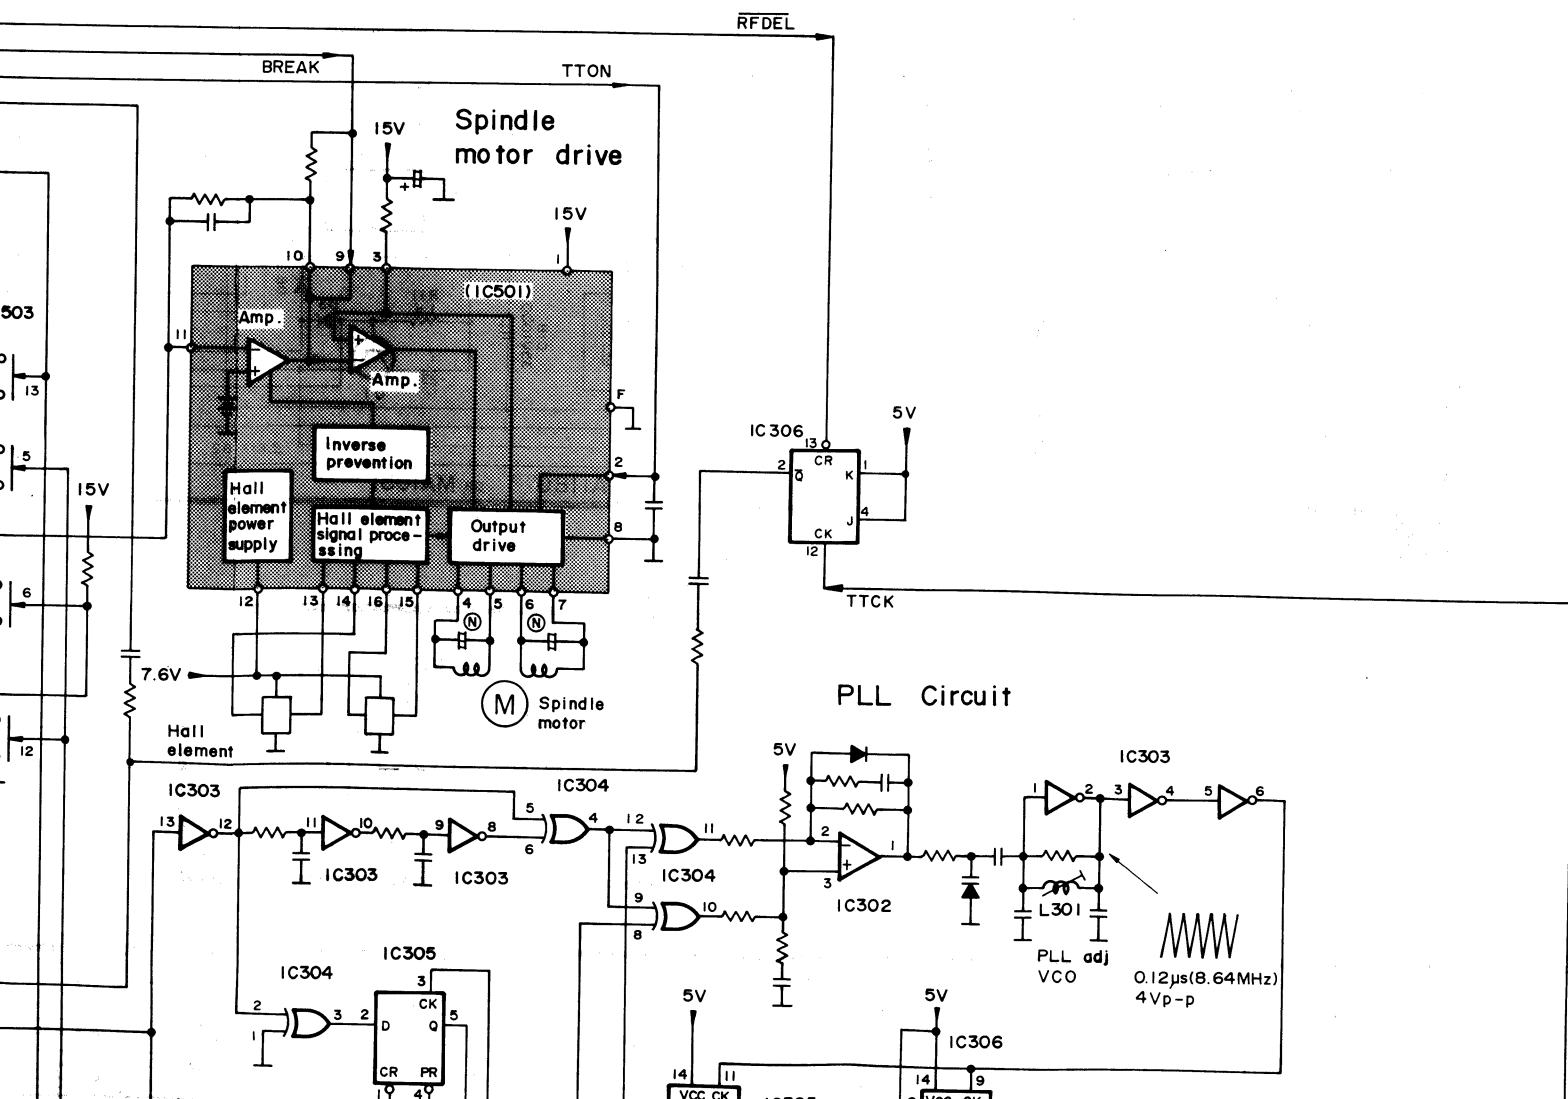 RFDEL
BREAK
TTON
Spindle
motor drive
15V
+
15V
10 9 3 1
(IC501)
503
Amp.
11
−
+
+
−
Amp.
13
F
5V
IC306
13
CR
2 Q K 1
J 4
CK
12
TTCK
Inverse
prevention
5
2
15V
Hall
element
power
supply
Hall element
signal proce-
ssing
Output
drive
8
6
12 13 14 16 15 4 5 6 7
N N
7.6V
M
Spindle
motor
12
Hall
element
PLL Circuit
5V
IC303
IC304
IC303
13 12 11 10 9 8
5
6
4
12
13
11
2
−
+
3
1
1 2 3 4 5 6
IC303
IC303
IC304
IC302
L301
9
8
10
PLL adj
VCO
0.12μs(8.64MHz)
4Vp-p
IC304
IC305
3
CK
2
1
3
2 D Q 5
CR PR
1 4
5V
5V
IC306
14 11
VCC CK
14 9
VCC CK